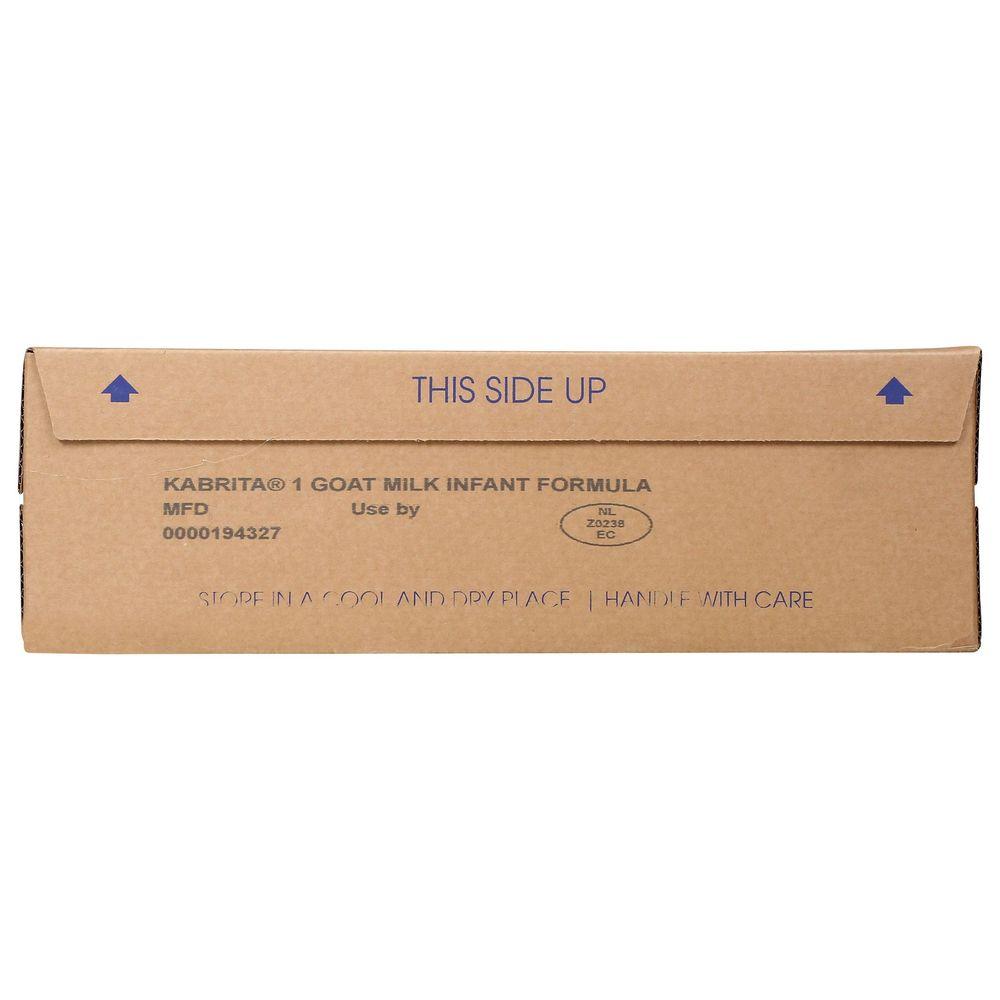 THIS SIDE UP
KABRITA® 1 GOAT MILK INFANT FORMULA
MFD Use by
0000194327
NL
Z0238
EC
STORE IN A COOL AND DRY PLACE | HANDLE WITH CARE